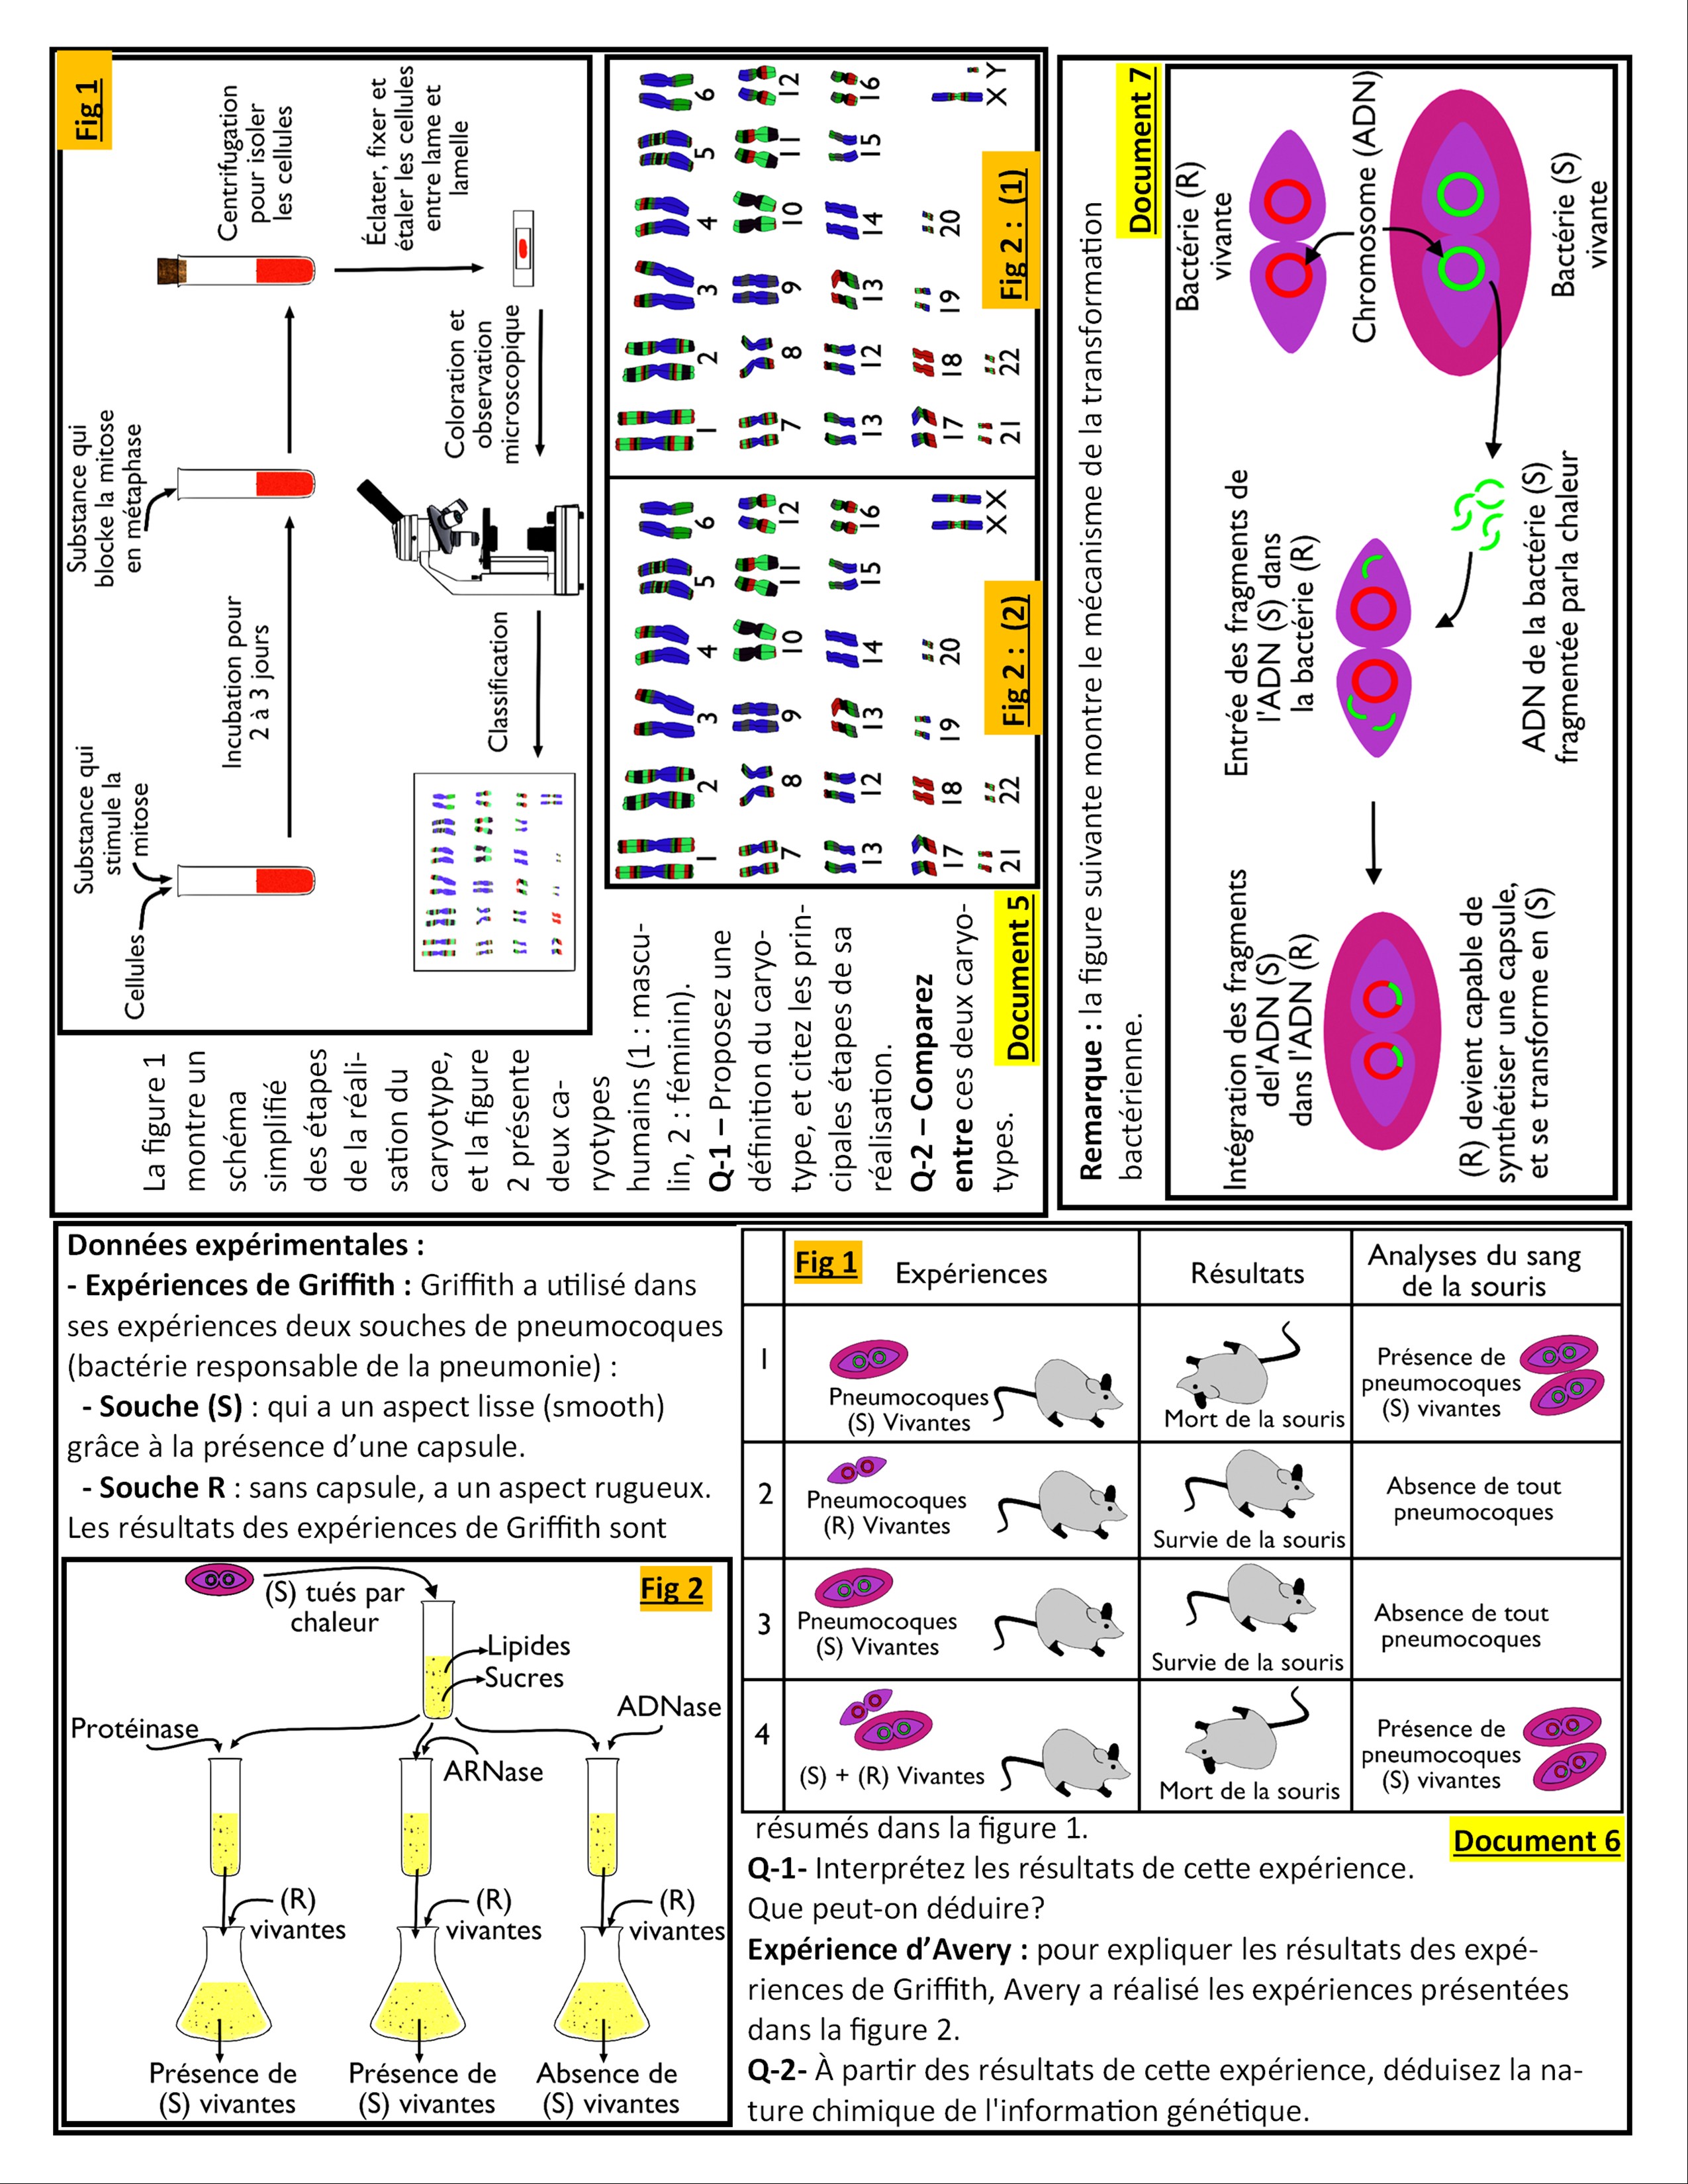 La figure 1
montre un
schéma
simplifié
des étapes
de la réali-
sation du
caryotype,
et la figure
2 présente
deux ca-
ryotypes
humains (1 : mascu-
lin, 2 : féminin).
Q-1 – Proposez une
définition du caryo-
type, et citez les prin-
cipales étapes de sa
réalisation.
Q-2 – Comparez
entre ces deux caryo-
types.
Document 5
Fig 1
Cellules
Substance qui
stimule la
mitose
Incubation pour
2 à 3 jours
Substance qui
blocke la mitose
en métaphase
Centrifugation
pour isoler
les cellules
Éclater, fixer et
étaler les cellules
entre lame et
lamelle
Coloration et
observation
microscopique
Classification
1 2 3 4 5 6
7 8 9 10 11 12
13 12 13 14 15 16
17 18 19 20 X X
21 22
Fig 2 : (2)
1 2 3 4 5 6
7 8 9 10 11 12
13 12 13 14 15 16
17 18 19 20 X Y
21 22
Fig 2 : (1)
Remarque : la figure suivante montre le mécanisme de la transformation
bactérienne.
Document 7
Bactérie (R)
vivante
Chromosome (ADN)
Bactérie (S)
vivante
Entrée des fragments de
l'ADN (S) dans
la bactérie (R)
ADN de la bactérie (S)
fragmentée parla chaleur
Intégration des fragments
del'ADN (S)
dans l'ADN (R)
(R) devient capable de
synthétiser une capsule,
et se transforme en (S)
Données expérimentales :
- Expériences de Griffith : Griffith a utilisé dans
ses expériences deux souches de pneumocoques
(bactérie responsable de la pneumonie) :
- Souche (S) : qui a un aspect lisse (smooth)
grâce à la présence d’une capsule.
- Souche R : sans capsule, a un aspect rugueux.
Les résultats des expériences de Griffith sont
Fig 1
Expériences
Résultats
Analyses du sang
de la souris
1
Pneumocoques
(S) Vivantes
Mort de la souris
Présence de
pneumocoques
(S) vivantes
2
Pneumocoques
(R) Vivantes
Survie de la souris
Absence de tout
pneumocoques
3
Pneumocoques
(S) Vivantes
Survie de la souris
Absence de tout
pneumocoques
4
(S) + (R) Vivantes
Mort de la souris
Présence de
pneumocoques
(S) vivantes
résumés dans la figure 1.
Document 6
Q-1- Interprétez les résultats de cette expérience.
Que peut-on déduire?
Expérience d’Avery : pour expliquer les résultats des expé-
riences de Griffith, Avery a réalisé les expériences présentées
dans la figure 2.
Q-2- À partir des résultats de cette expérience, déduisez la na-
ture chimique de l'information génétique.
Fig 2
(S) tués par
chaleur
Lipides
Sucres
Protéinase
ARNase
ADNase
(R)
vivantes
(R)
vivantes
(R)
vivantes
Présence de
(S) vivantes
Présence de
(S) vivantes
Absence de
(S) vivantes